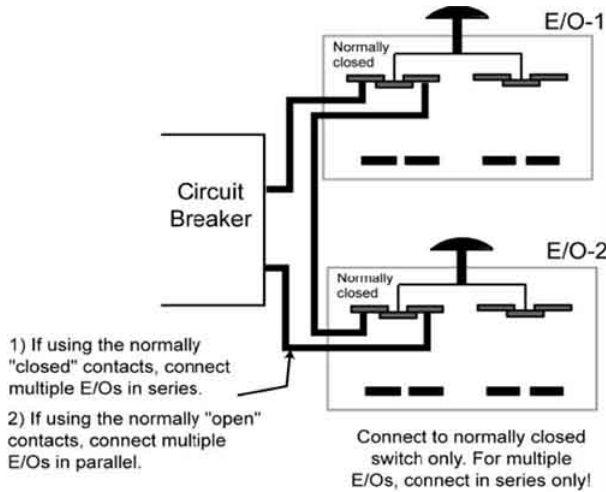 E/O-1
Normally
closed
Circuit
Breaker
E/O-2
Normally
closed
1) If using the normally
"closed" contacts, connect
multiple E/Os in series.
2) If using the normally "open"
contacts, connect multiple
E/Os in parallel.
Connect to normally closed
switch only. For multiple
E/Os, connect in series only!